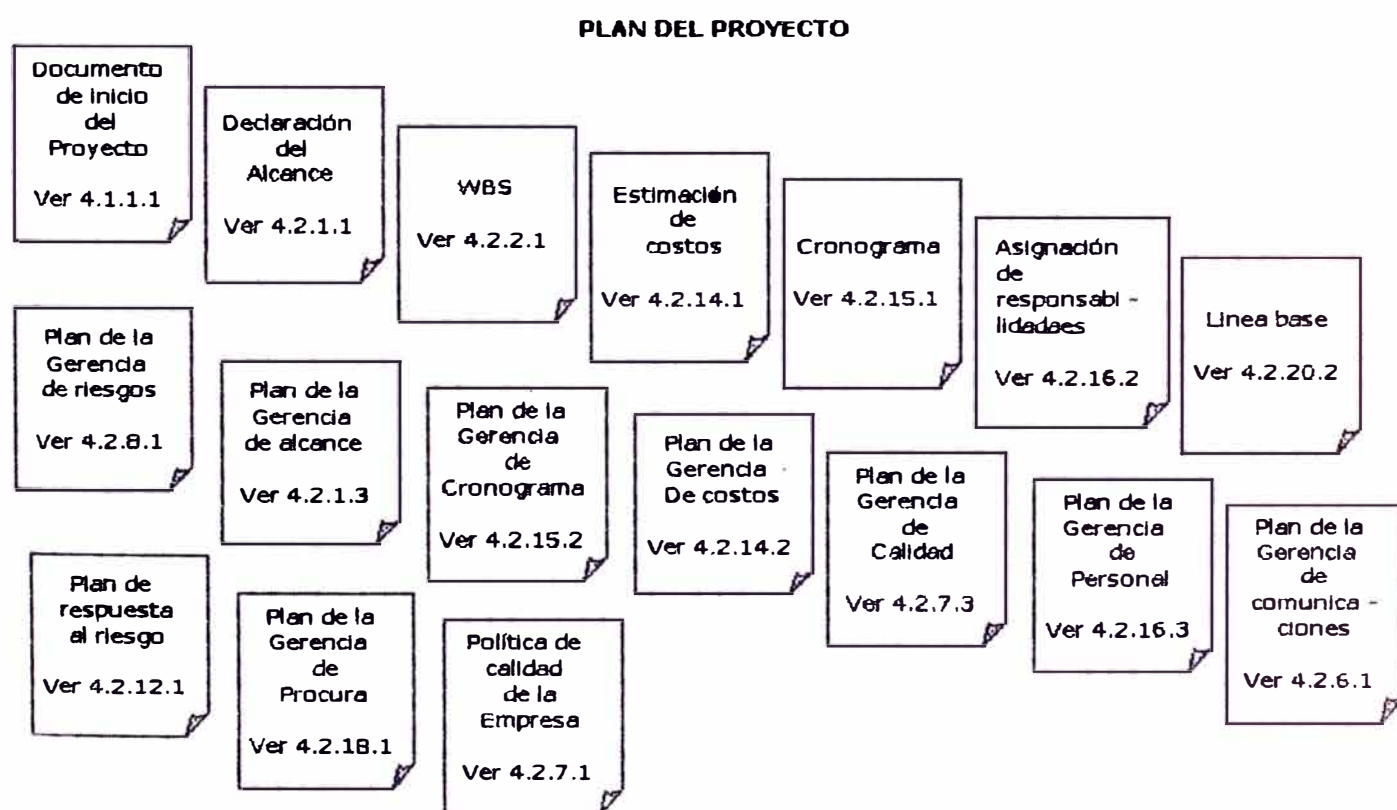 PLAN DEL PROYECTO
Documento
de inicio
del
Proyecto
Ver 4.1.1.1
Declaración
del
Alcance
Ver 4.2.1.1
WBS
Ver 4.2.2.1
Estimación
de
costos
Ver 4.2.14.1
Cronograma
Ver 4.2.15.1
Asignación
de
responsabi -
lidadaes
Ver 4.2.16.2
Linea base
Ver 4.2.20.2
Plan de la
Gerencia
de riesgos
Ver 4.2.8.1
Plan de la
Gerencia
de alcance
Ver 4.2.1.3
Plan de la
Gerencia
de
Cronograma
Ver 4.2.15.2
Plan de la
Gerencia
De costos
Ver 4.2.14.2
Plan de la
Gerencia
de
Calidad
Ver 4.2.7.3
Plan de la
Gerencia
de
Personal
Ver 4.2.16.3
Plan de la
Gerencia
de
comunica -
ciones
Ver 4.2.6.1
Plan de
respuesta
al riesgo
Ver 4.2.12.1
Plan de la
Gerencia
de
Procura
Ver 4.2.18.1
Política de
calidad
de la
Empresa
Ver 4.2.7.1